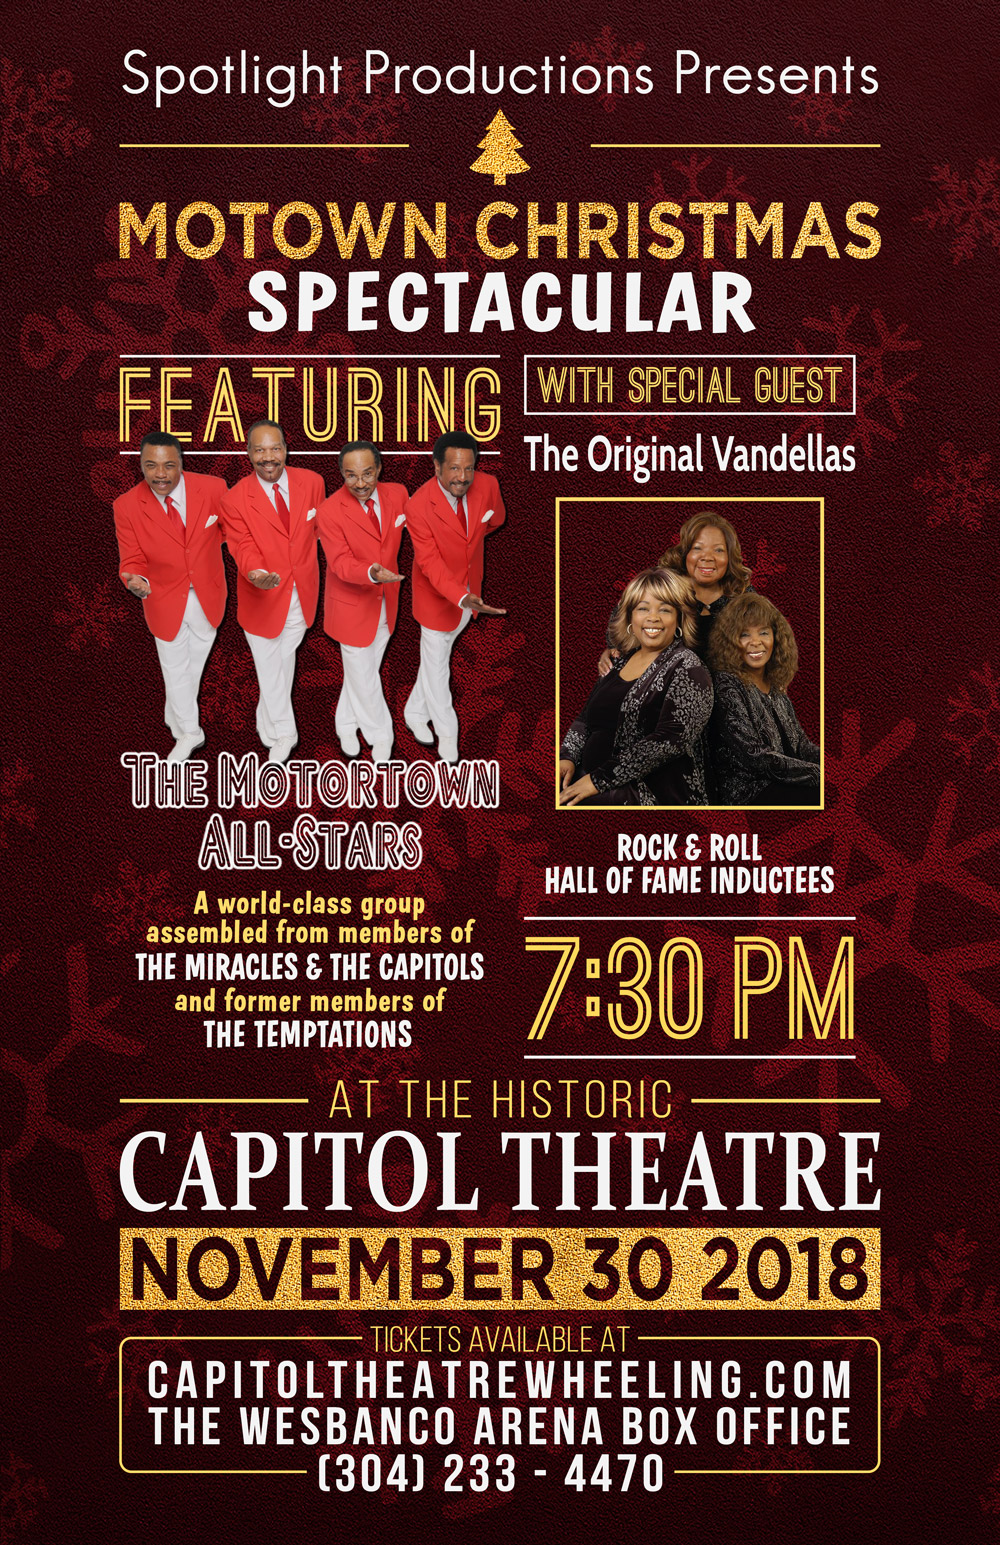 Spotlight Productions Presents
MOTOWN CHRISTMAS
SPECTACULAR
FEATURING
THE MOTORTOWN
ALL-STARS
A world-class group
assembled from members of
THE MIRACLES & THE CAPITOLS
and former members of
THE TEMPTATIONS
WITH SPECIAL GUEST
The Original Vandellas
ROCK & ROLL
HALL OF FAME INDUCTEES
7:30 PM
AT THE HISTORIC
CAPITOL THEATRE
NOVEMBER 30 2018
TICKETS AVAILABLE AT
CAPITOLTHEATREWHEELING.COM
THE WESBANCO ARENA BOX OFFICE
(304) 233 - 4470